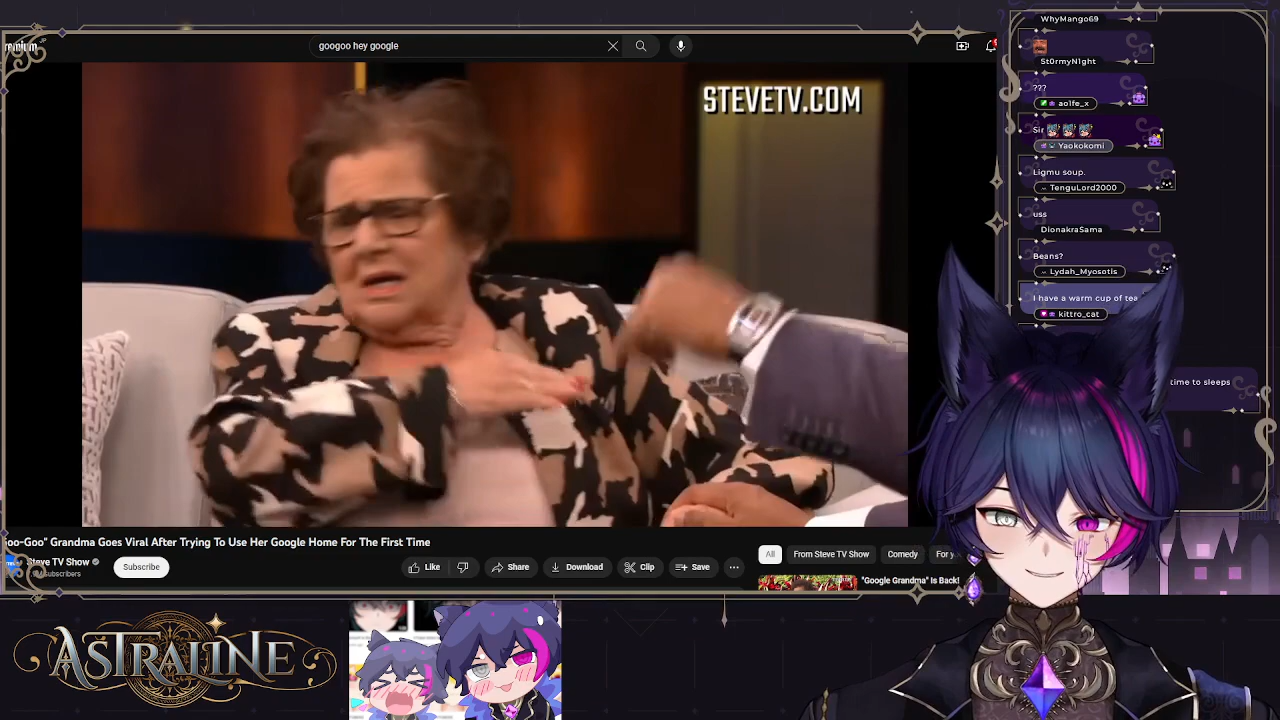 googoo hey google
STEVETV.COM
oo-Goo" Grandma Goes Viral After Trying To Use Her Google Home For The First Time
Steve TV Show
subscribers
Subscribe
Like
Share
Download
Clip
Save
All
From Steve TV Show
Comedy
For y
"Google Grandma" Is Back!
WhyMango69
St0rmyN1ght
???
ao1fe_x
Sir
Yaokokomi
Ligmu soup.
TenguLord2000
uss
DionakraSama
Beans?
Lydah_Myosotis
I have a warm cup of tea
kittro_cat
time to sleeps
ASTRALINE